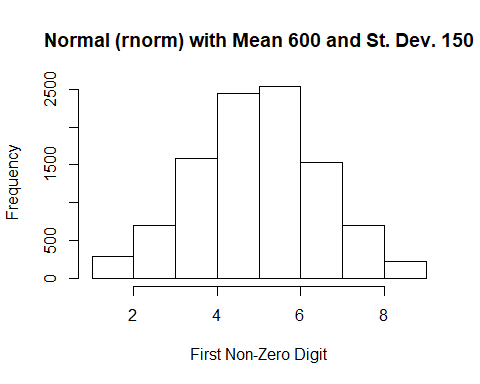 Normal (rnorm) with Mean 600 and St. Dev. 150
2500
1500
500
0
Frequency
2 4 6 8
First Non-Zero Digit